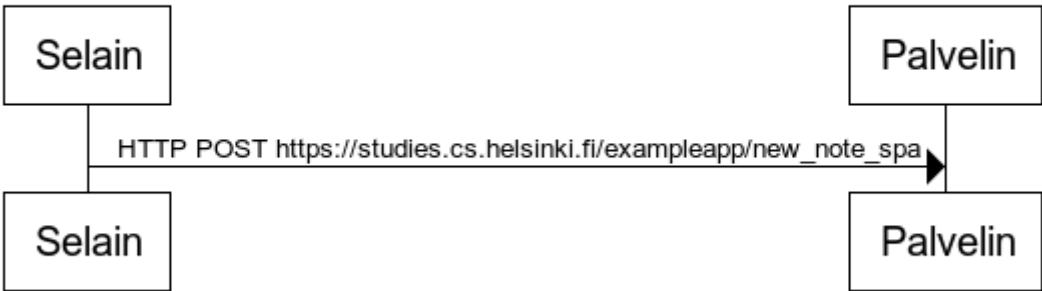 Selain
Palvelin
HTTP POST https://studies.cs.helsinki.fi/exampleapp/new_note_spa
Selain
Palvelin